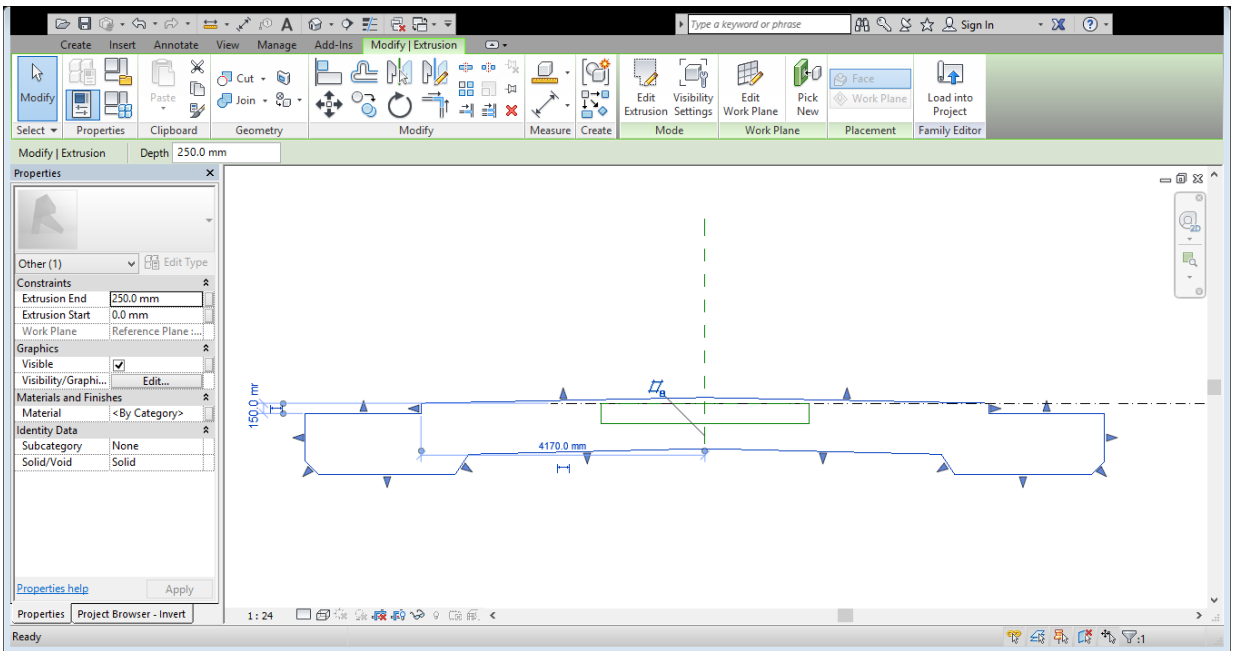 Type a keyword or phrase
Sign In
Create Insert Annotate View Manage Add-Ins Modify | Extrusion
Modify
Paste
Cut
Join
Edit Extrusion
Visibility Settings
Edit Work Plane
Pick New
Face
Work Plane
Load into Project
Select Properties Clipboard Geometry Modify Measure Create Mode Work Plane Placement Family Editor
Modify | Extrusion Depth 250.0 mm
Properties
Other (1) Edit Type
Constraints
Extrusion End 250.0 mm
Extrusion Start 0.0 mm
Work Plane Reference Plane :...
Graphics
Visible
Visibility/Graphi... Edit...
Materials and Finishes
Material <By Category>
Identity Data
Subcategory None
Solid/Void Solid
150.0 mr
4170.0 mm
2D
Properties help Apply
Properties Project Browser - Invert
1 : 24
Ready
:1